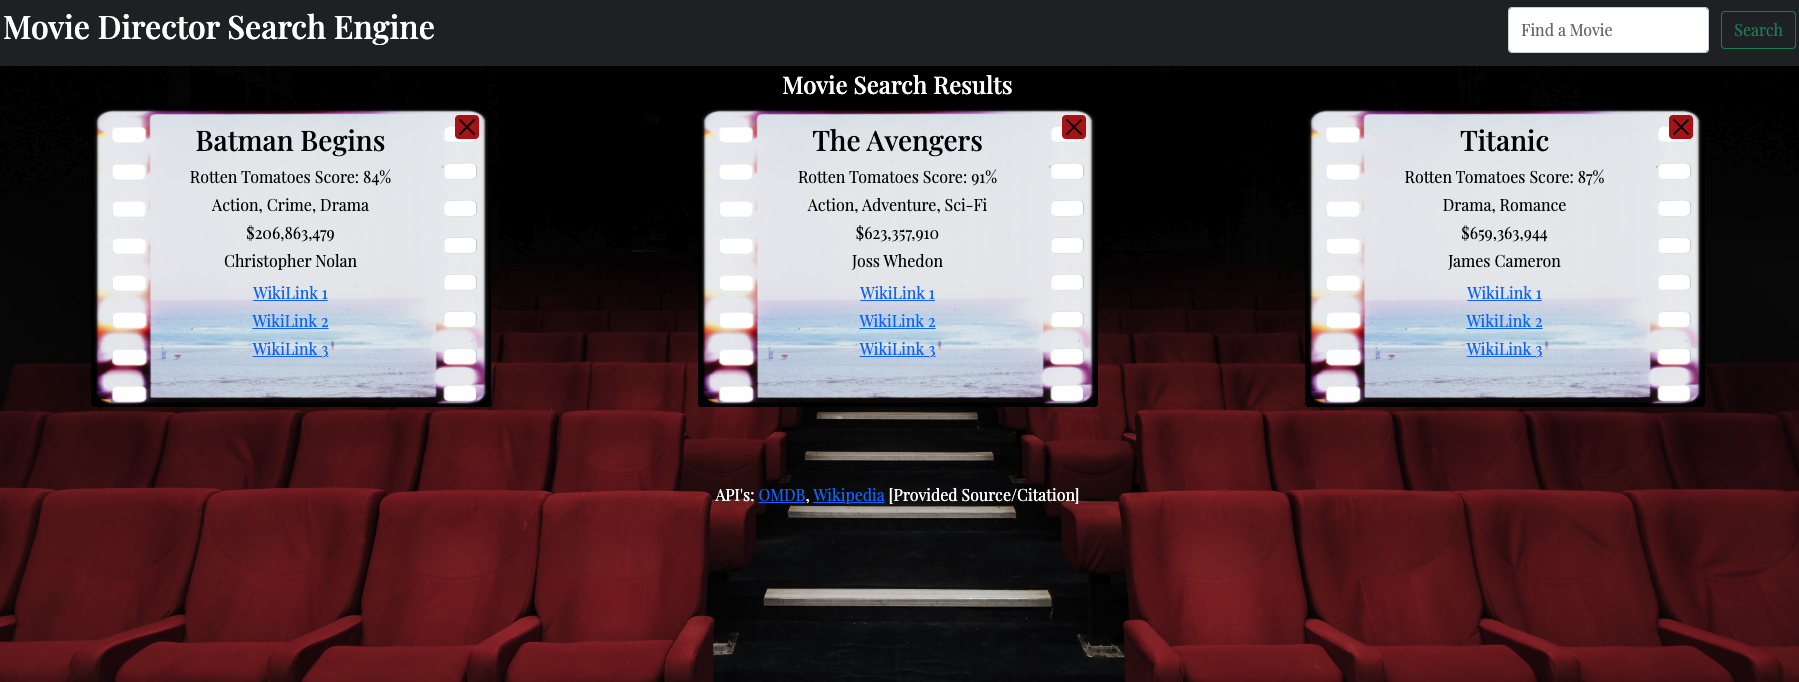 Movie Director Search Engine
Find a Movie
Search
Movie Search Results
Batman Begins
Rotten Tomatoes Score: 84%
Action, Crime, Drama
$206,863,479
Christopher Nolan
WikiLink 1
WikiLink 2
WikiLink 3
The Avengers
Rotten Tomatoes Score: 91%
Action, Adventure, Sci-Fi
$623,357,910
Joss Whedon
WikiLink 1
WikiLink 2
WikiLink 3
Titanic
Rotten Tomatoes Score: 87%
Drama, Romance
$659,363,944
James Cameron
WikiLink 1
WikiLink 2
WikiLink 3
API's: OMDB, Wikipedia [Provided Source/Citation]